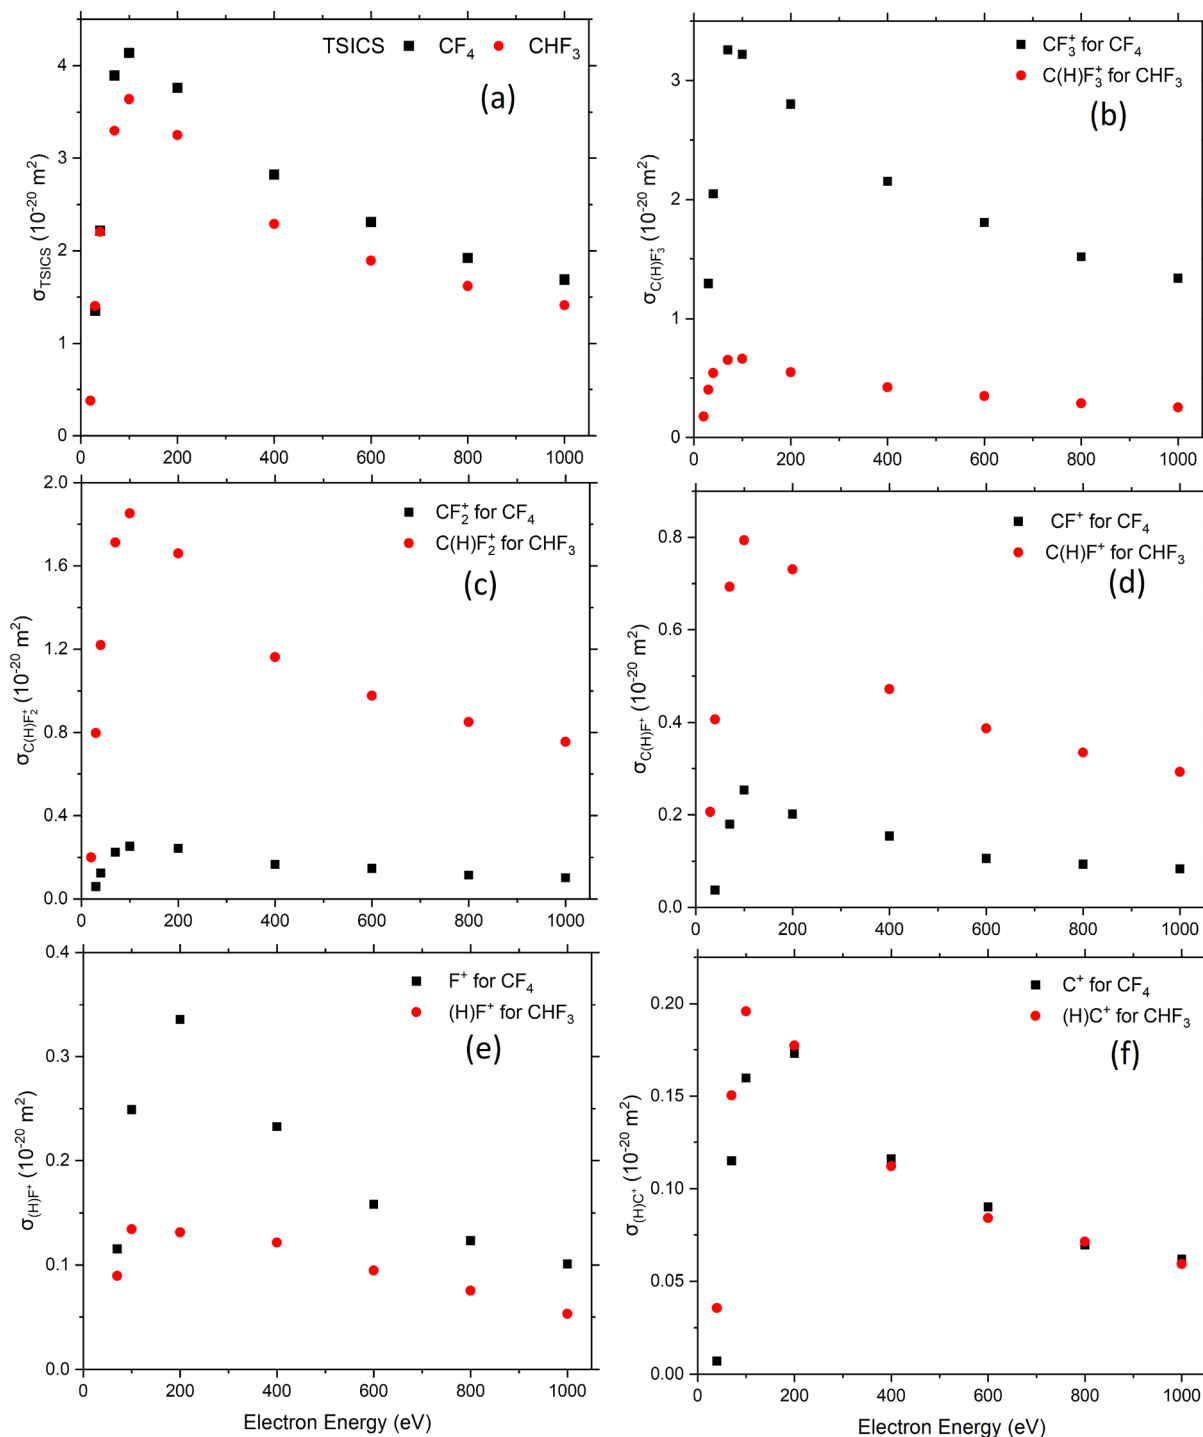 TSICS CF₄ CHF₃
(a)
4
3
2
1
0
σTSICS (10⁻²⁰ m²)
0 200 400 600 800 1000
CF₃⁺ for CF₄
C(H)F₃⁺ for CHF₃
(b)
3
2
1
0
σC(H)F₃⁺ (10⁻²⁰ m²)
0 200 400 600 800 1000
CF₂⁺ for CF₄
C(H)F₂⁺ for CHF₃
(c)
2.0
1.6
1.2
0.8
0.4
0.0
σC(H)F₂⁺ (10⁻²⁰ m²)
0 200 400 600 800 1000
CF⁺ for CF₄
C(H)F⁺ for CHF₃
(d)
0.8
0.6
0.4
0.2
0.0
σC(H)F⁺ (10⁻²⁰ m²)
0 200 400 600 800 1000
F⁺ for CF₄
(H)F⁺ for CHF₃
(e)
0.4
0.3
0.2
0.1
0.0
σ(H)F⁺ (10⁻²⁰ m²)
0 200 400 600 800 1000
Electron Energy (eV)
C⁺ for CF₄
(H)C⁺ for CHF₃
(f)
0.20
0.15
0.10
0.05
0.00
σ(H)C⁺ (10⁻²⁰ m²)
0 200 400 600 800 1000
Electron Energy (eV)